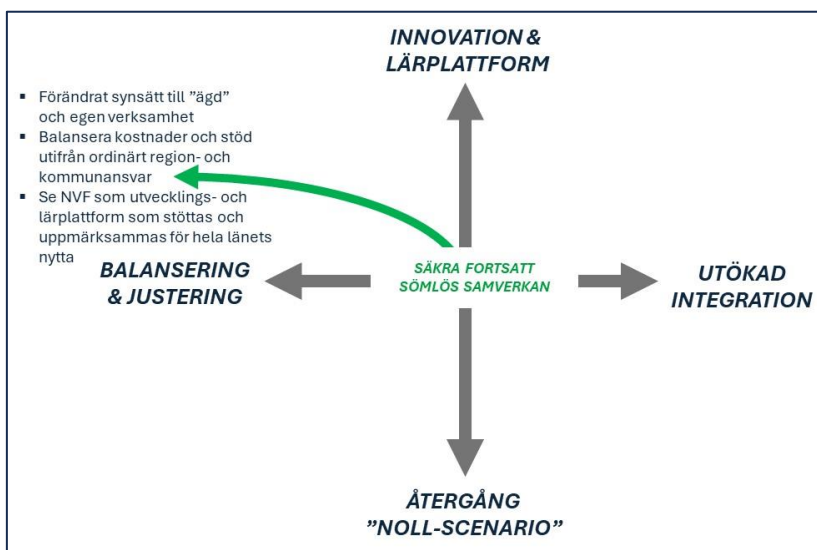 INNOVATION &
LÄRPLATTFORM
▪ Förändrat synsätt till ”ägd”
och egen verksamhet
▪ Balansera kostnader och stöd
utifrån ordinärt region- och
kommunansvar
▪ Se NVF som utvecklings- och
lärplattform som stöttas och
uppmärksammas för hela länets
nytta
BALANSERING
& JUSTERING
SÄKRA FORTSATT
SÖMLÖS SAMVERKAN
UTÖKAD
INTEGRATION
ÅTERGÅNG
”NOLL-SCENARIO”